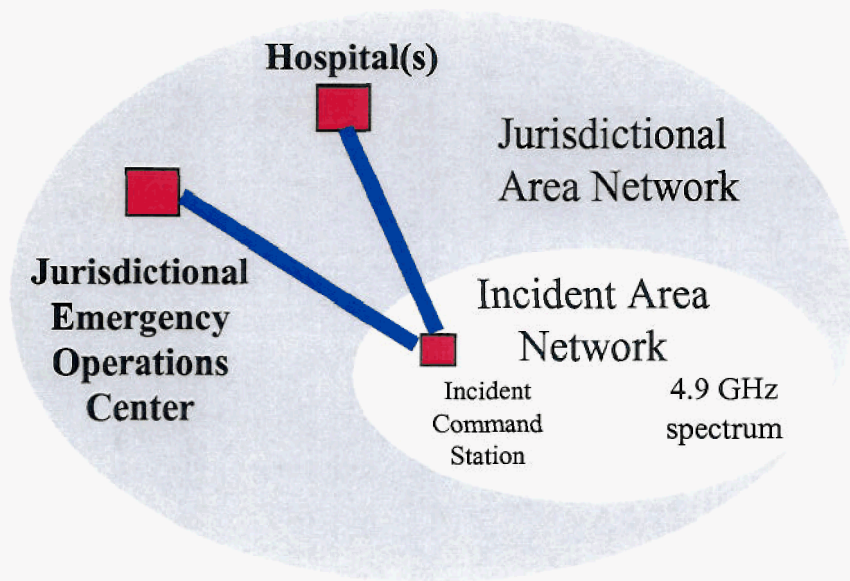 Hospital(s)
Jurisdictional
Area Network
Jurisdictional
Emergency
Operations
Center
Incident Area
Network
Incident
Command
Station
4.9 GHz
spectrum